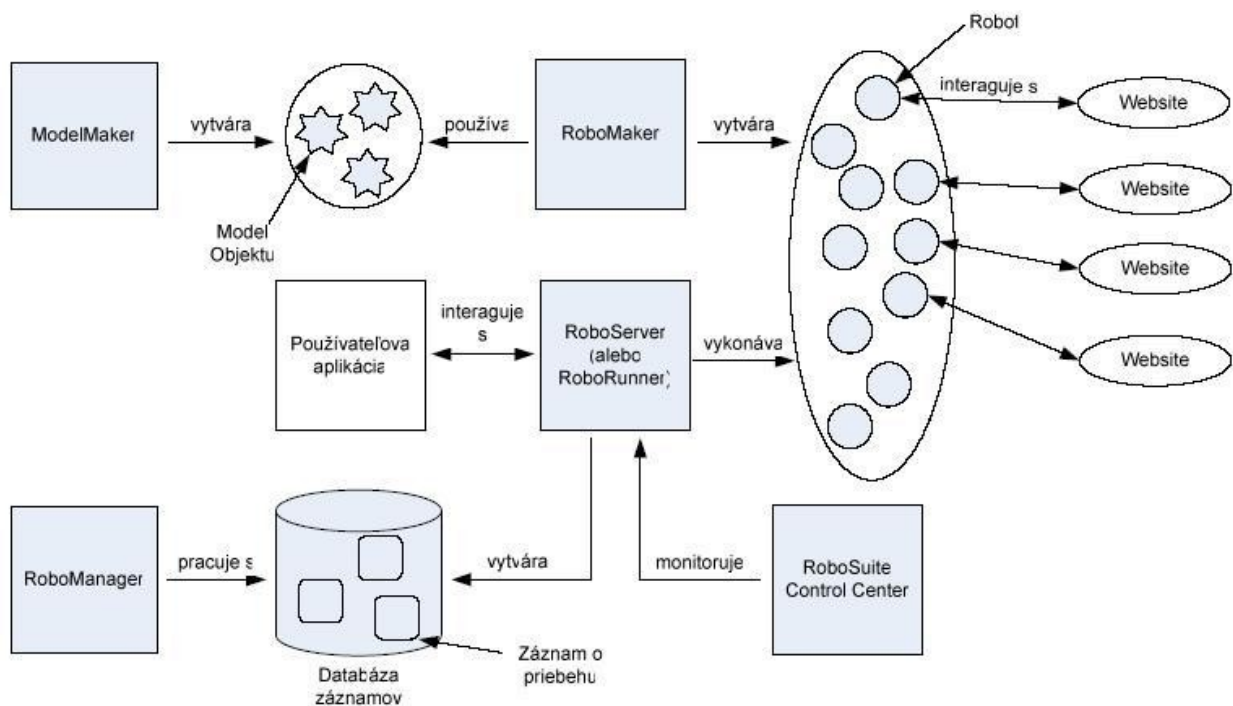 Robot
ModelMaker
vytvára
používa
RoboMaker
vytvára
interaguje s
Website
Website
Model
Objektu
Website
Používateľova
aplikácia
interaguje
s
RoboServer
(alebo
RoboRunner)
vykonáva
Website
RoboManager
pracuje s
vytvára
monitoruje
RoboSuite
Control Center
Databáza
záznamov
Záznam o
priebehu